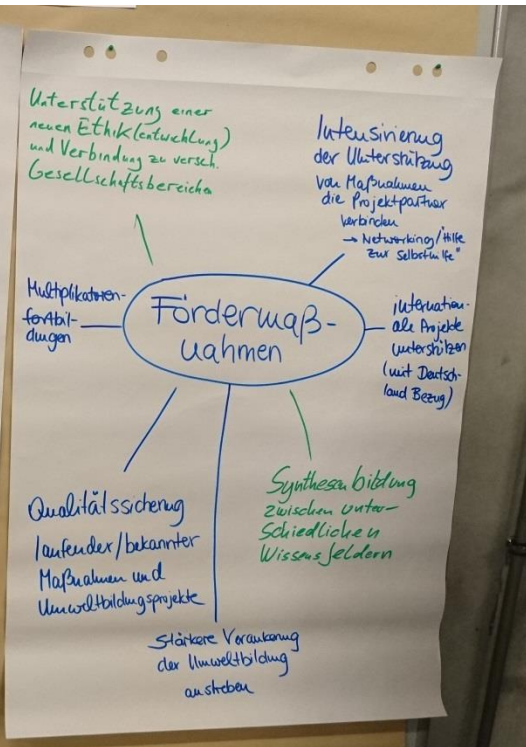 Unterstützung einer
neuen Ethik(entwicklung)
und Verbindung zu versch.
Gesellschaftsbereichen
Intensivierung
der Unterstützung
von Maßnahmen
die Projektpartner
verbinden
→ Networking/"Hilfe
zur Selbsthilfe"
Multiplikatoren-
fortbil-
dungen
Fördermaß-
nahmen
internation-
ale Projekte
unterstützen
(mit Deutsch-
land Bezug)
Qualitätssicherung
laufender/bekannter
Maßnahmen und
Umweltbildungsprojekte
Synthesenbildung
zwischen unter-
schiedlichen
Wissensfeldern
Stärkere Verankerung
der Umweltbildung
anstreben